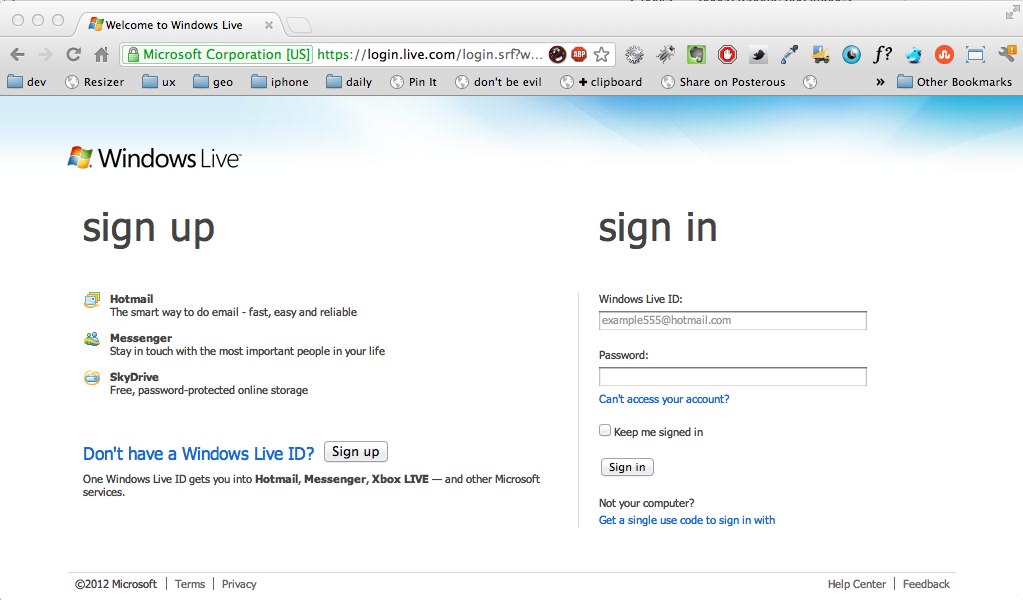 Welcome to Windows Live
Microsoft Corporation [US] https://login.live.com/login.srf?w... ABP f?
dev Resizer ux geo iphone daily Pin It don't be evil + clipboard Share on Posterous » Other Bookmarks
Windows Live™
sign up
Hotmail
The smart way to do email - fast, easy and reliable
Messenger
Stay in touch with the most important people in your life
SkyDrive
Free, password-protected online storage
Don't have a Windows Live ID? Sign up
One Windows Live ID gets you into Hotmail, Messenger, Xbox LIVE — and other Microsoft
services.
sign in
Windows Live ID:
example555@hotmail.com
Password:
Can't access your account?
Keep me signed in
Sign in
Not your computer?
Get a single use code to sign in with
©2012 Microsoft | Terms | Privacy
Help Center | Feedback